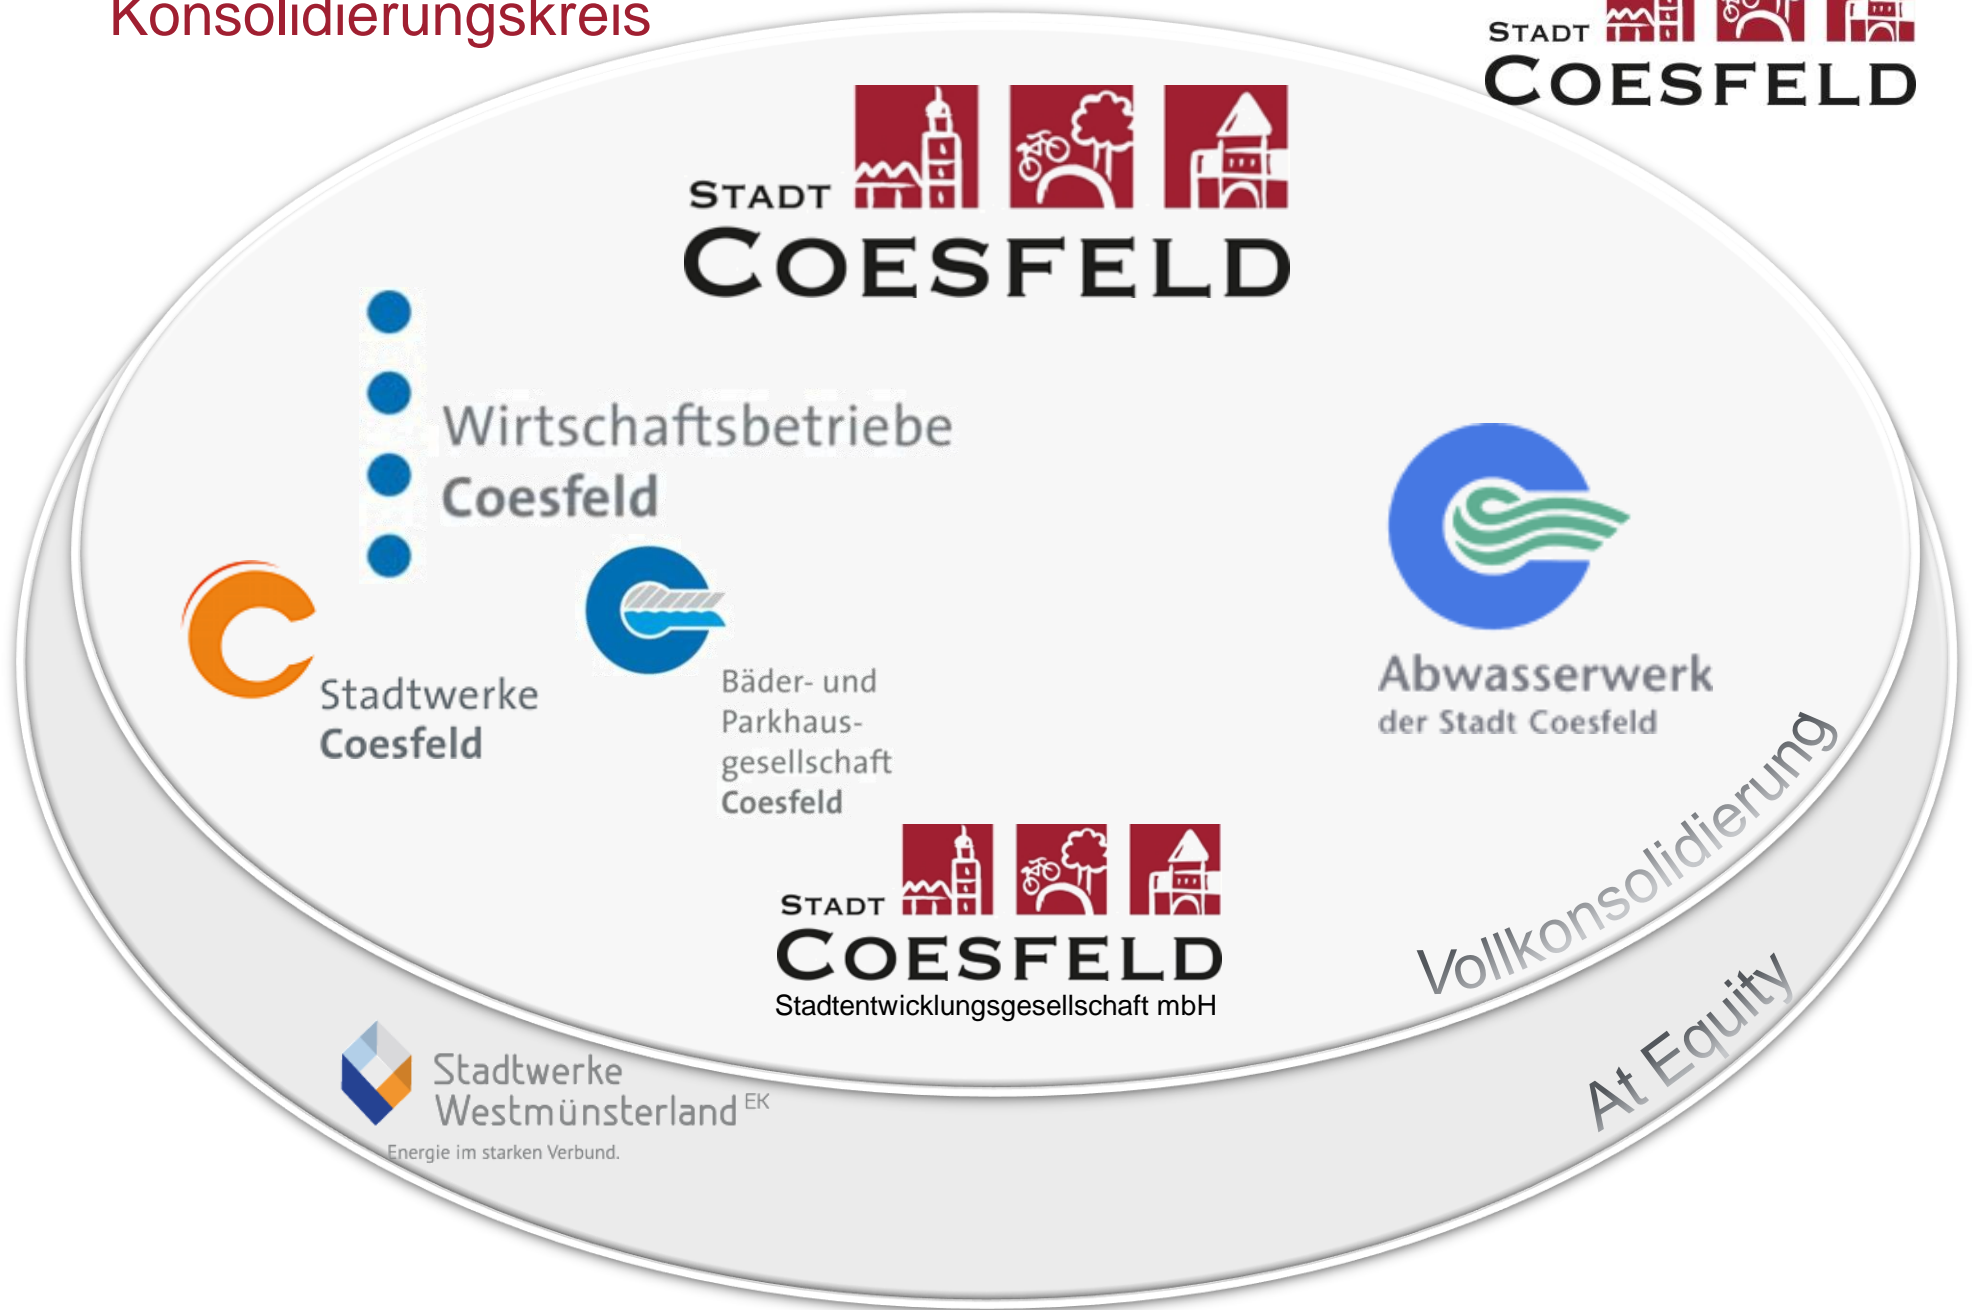 Konsolidierungskreis
STADT
COESFELD
STADT
COESFELD
Wirtschaftsbetriebe
Coesfeld
Stadtwerke
Coesfeld
Bäder- und
Parkhaus-
gesellschaft
Coesfeld
Abwasserwerk
der Stadt Coesfeld
STADT
COESFELD
Stadtentwicklungsgesellschaft mbH
Vollkonsolidierung
At Equity
Stadtwerke
Westmünsterland EK
Energie im starken Verbund.